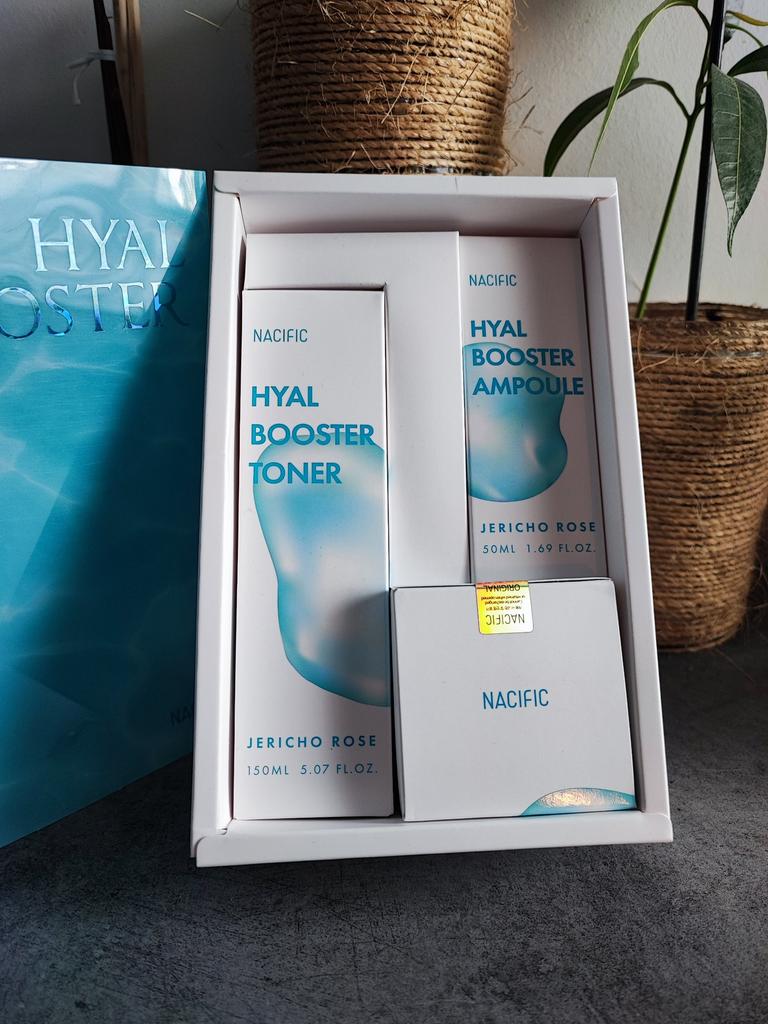 HYAL
OSTER
NACIFIC
HYAL
BOOSTER
TONER
JERICHO ROSE
150ML 5.07 FL.OZ.
NACIFIC
HYAL
BOOSTER
AMPOULE
JERICHO ROSE
50ML 1.69 FL.OZ.
NACIFIC
ORIGINAL
NACIFIC
NA